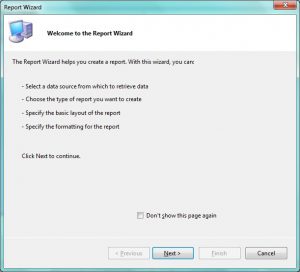 Report Wizard
Welcome to the Report Wizard
The Report Wizard helps you create a report. With this wizard, you can:
- Select a data source from which to retrieve data
- Choose the type of report you want to create
- Specify the basic layout of the report
- Specify the formatting for the report
Click Next to continue.
Don't show this page again
< Previous Next > Finish Cancel